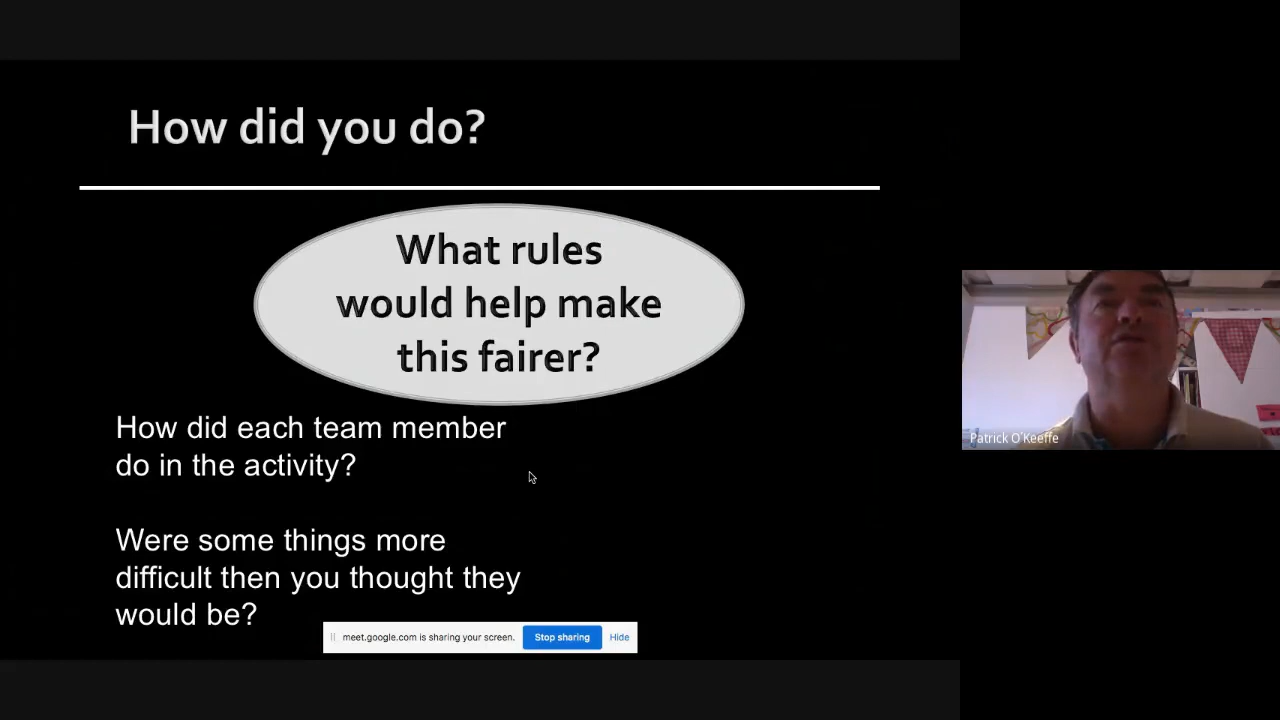 How did you do?
What rules
would help make
this fairer?
How did each team member
do in the activity?
Were some things more
difficult then you thought they
would be?
meet.google.com is sharing your screen. Stop sharing Hide
Patrick O'Keeffe